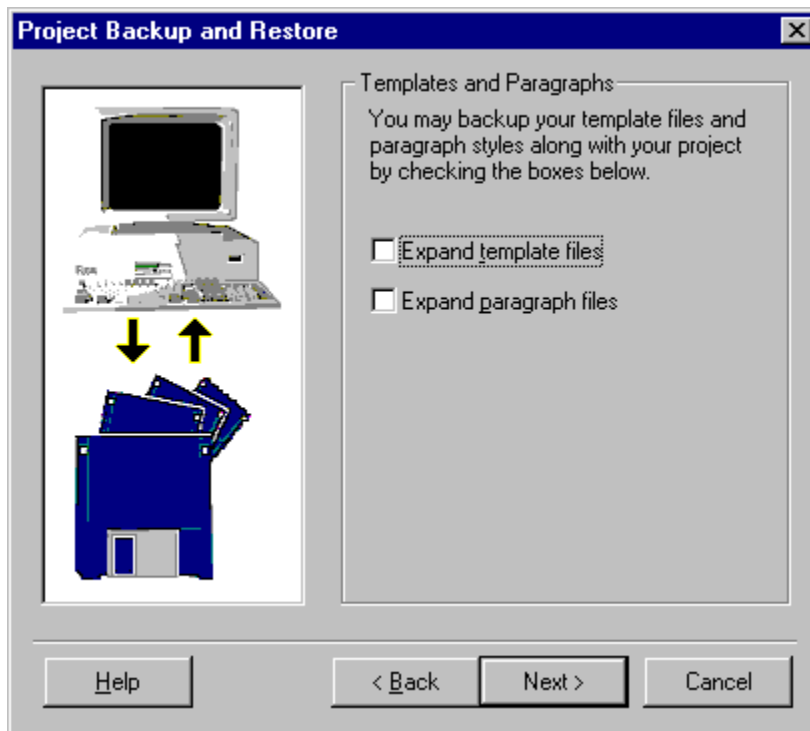 Project Backup and Restore
Templates and Paragraphs
You may backup your template files and
paragraph styles along with your project
by checking the boxes below.
Expand template files
Expand paragraph files
Help
< Back
Next >
Cancel